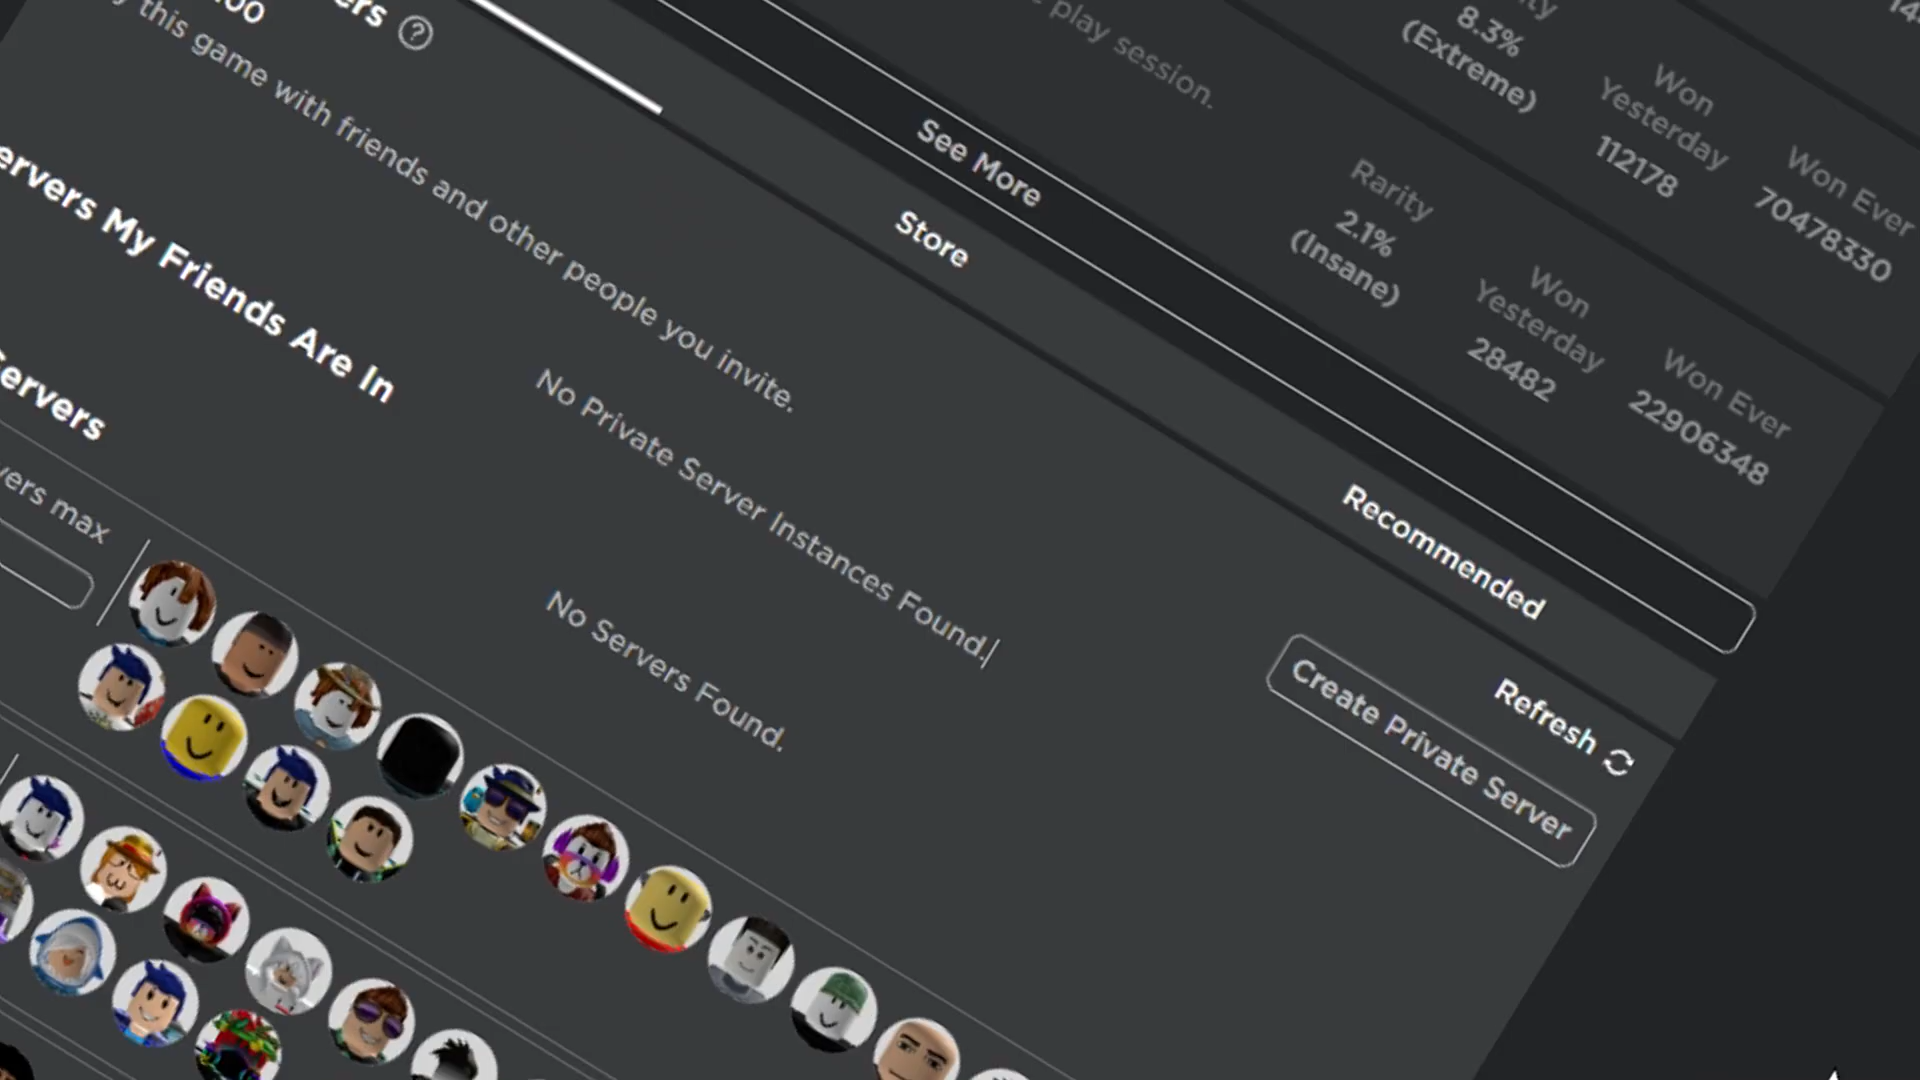 play session.
8.3%
(Extreme)
Won
Yesterday
112178
Won Ever
70478330
Rarity
2.1%
(Insane)
Won
Yesterday
28482
Won Ever
22906348
See More
Store
Recommended
Refresh
this game with friends and other people you invite.
Create Private Server
No Private Server Instances Found.
My Friends Are In
No Servers Found.
max